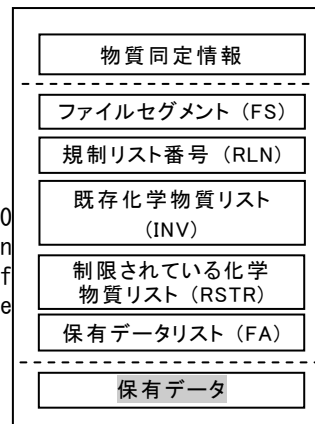 物質同定情報
ファイルセグメント（FS）
規制リスト番号（RLN）
既存化学物質リスト
（INV）
制限されている化学
物質リスト（RSTR）
保有データリスト（FA）
保有データ
O
n
f
e